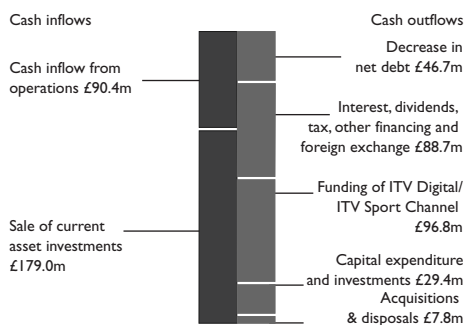 Cash inflows
Cash inflow from
operations £90.4m
Sale of current
asset investments
£179.0m
Cash outflows
Decrease in
net debt £46.7m
Interest, dividends,
tax, other financing and
foreign exchange £88.7m
Funding of ITV Digital/
ITV Sport Channel
£96.8m
Capital expenditure
and investments £29.4m
Acquisitions
& disposals £7.8m